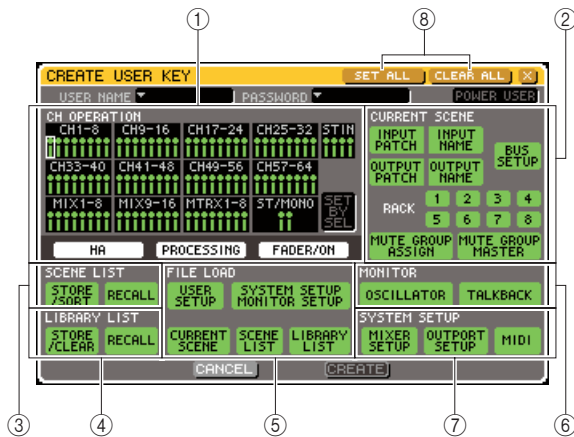 ① ⑧ ②
CREATE USER KEY SET ALL CLEAR ALL X
USER NAME PASSWORD POWER USER
CH OPERATION
CH1-8 CH9-16 CH17-24 CH25-32 STIN
CH33-40 CH41-48 CH49-56 CH57-64
MIX1-8 MIX9-16 MTRX1-8 ST/MONO SET BY SEL
HA PROCESSING FADER/ON
CURRENT SCENE
INPUT PATCH INPUT NAME BUS SETUP
OUTPUT PATCH OUTPUT NAME
RACK 1 2 3 4
5 6 7 8
MUTE GROUP ASSIGN MUTE GROUP MASTER
SCENE LIST
STORE /SORT RECALL
LIBRARY LIST
STORE /CLEAR RECALL
FILE LOAD
USER SETUP SYSTEM SETUP MONITOR SETUP
CURRENT SCENE SCENE LIST LIBRARY LIST
MONITOR
OSCILLATOR TALKBACK
SYSTEM SETUP
MIXER SETUP OUTPORT SETUP MIDI
CANCEL CREATE
③ ④ ⑤ ⑦ ⑥